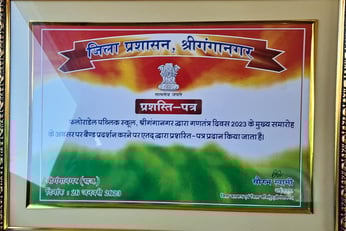 जिला प्रशासन, श्रीगंगानगर
सत्यमेव जयते
प्रशस्ति-पत्र
पब्लिक स्कूल, श्रीगंगानगर द्वारा गणतंत्र दिवस 2023 के मुख्य समारोह
के अवसर पर बैण्ड प्रदर्शन करने पर एतद् द्वारा प्रशस्ति-पत्र प्रदान किया जाता है।
श्रीगंगानगर (राज.)
दिनांक : 26 जनवरी 2023